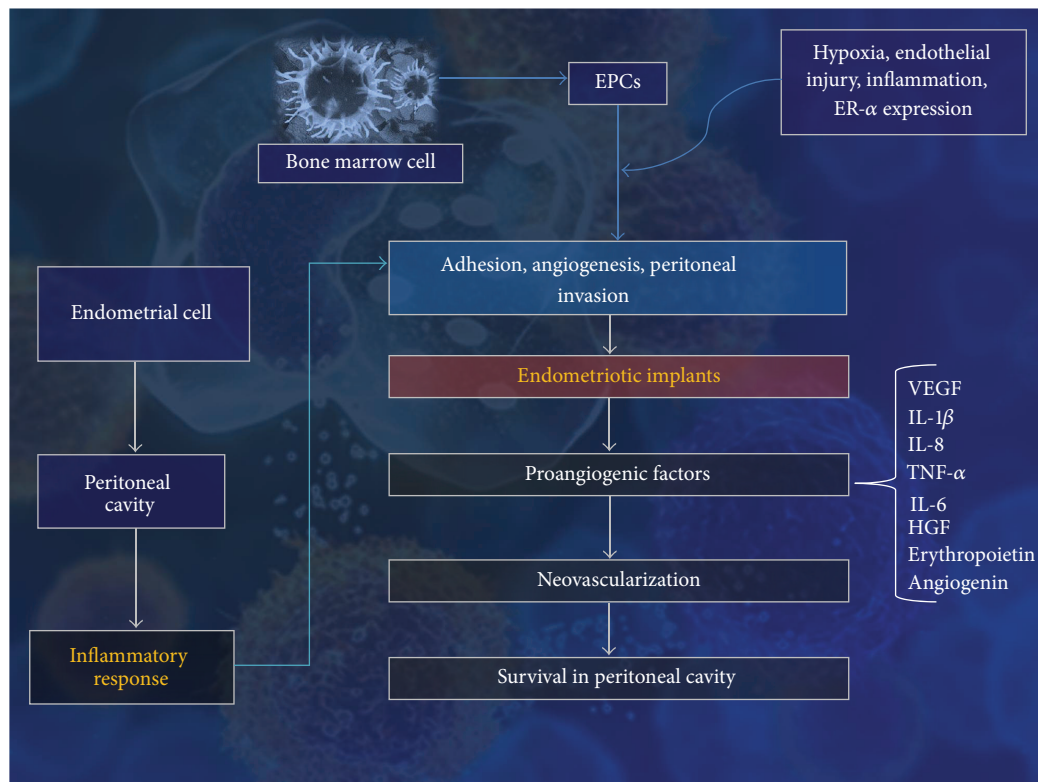 EPCs
Hypoxia, endothelial
injury, inflammation,
ER-α expression
Bone marrow cell
Adhesion, angiogenesis, peritoneal
invasion
Endometrial cell
Endometriotic implants
VEGF
IL-1β
IL-8
TNF-α
IL-6
HGF
Erythropoietin
Angiogenin
Proangiogenic factors
Peritoneal
cavity
Neovascularization
Inflammatory
response
Survival in peritoneal cavity